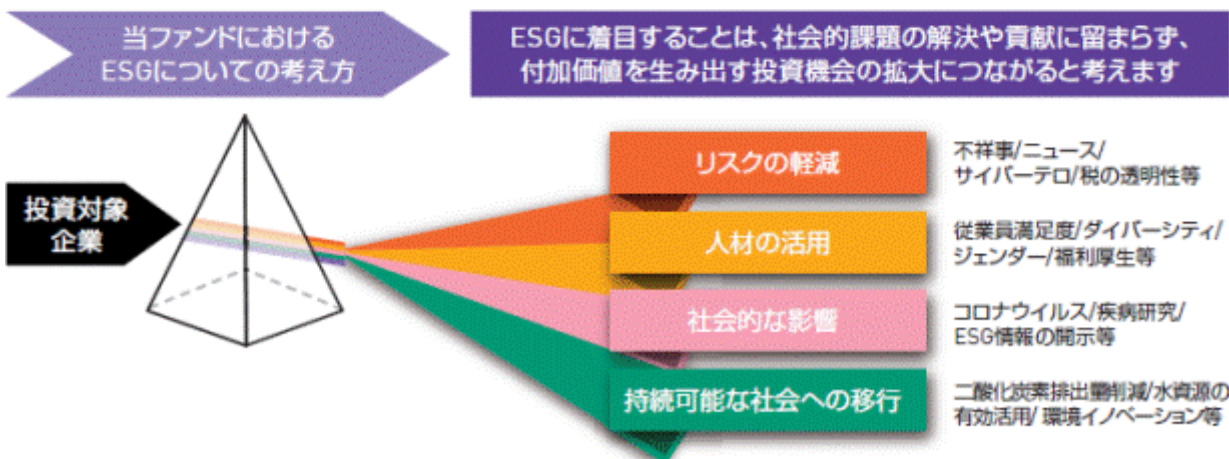 当ファンドにおける
ESGについての考え方
ESGに着目することは、社会的課題の解決や貢献に留まらず、
付加価値を生み出す投資機会の拡大につながると考えます
投資対象
企業
リスクの軽減
不祥事/ニュース/
サイバーテロ/税の透明性等
人材の活用
従業員満足度/ダイバーシティ/
ジェンダー/福利厚生等
社会的な影響
コロナウイルス/疾病研究/
ESG情報の開示等
持続可能な社会への移行
二酸化炭素排出量削減/水資源の
有効活用/環境イノベーション等